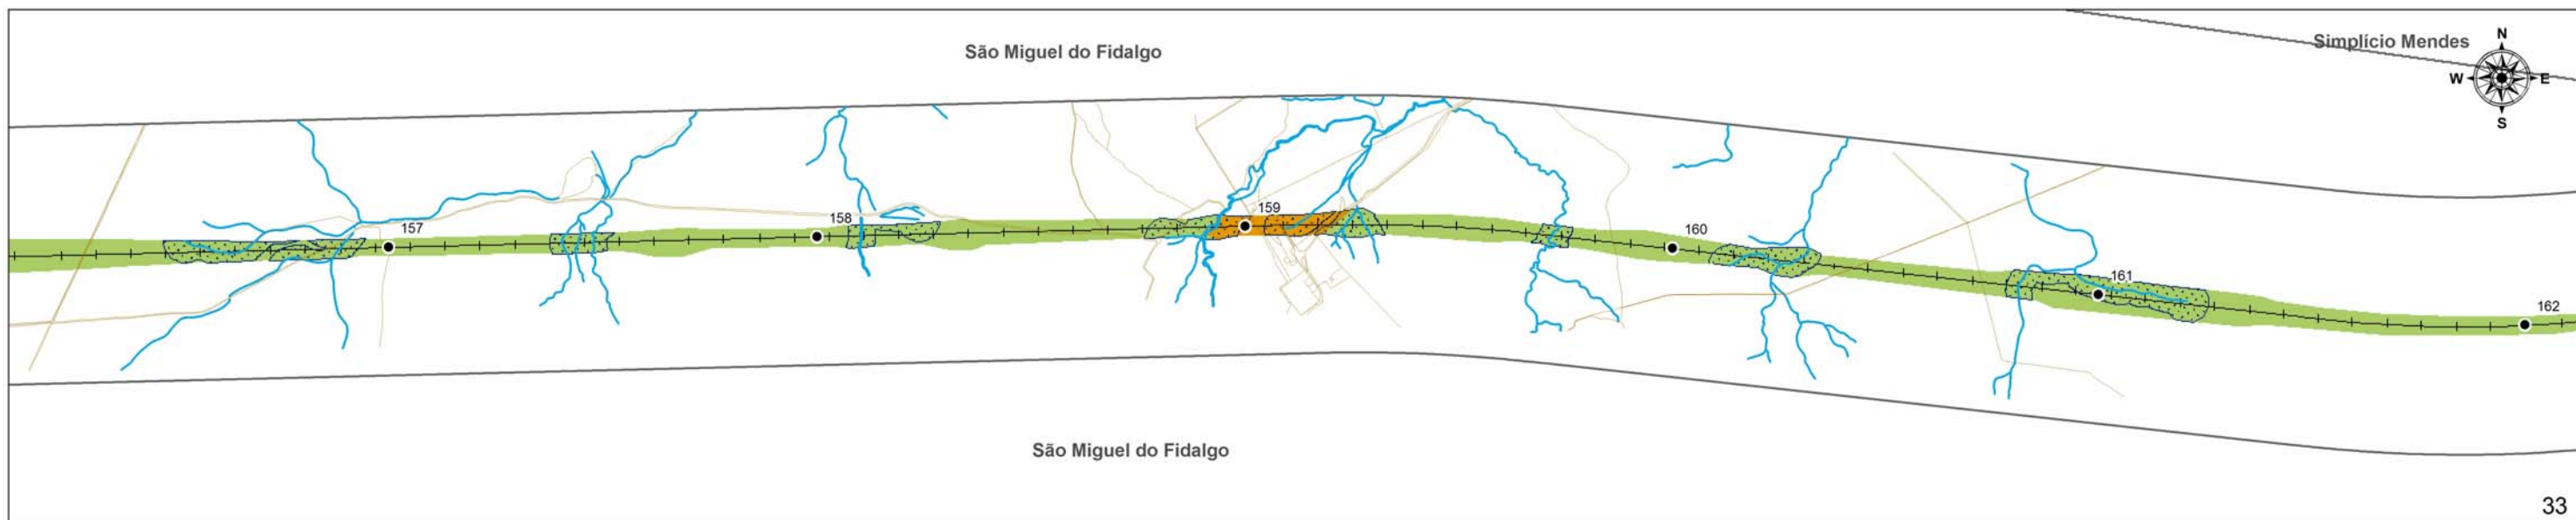 São Miguel do Fidalgo
Simplício Mendes
N
W
E
S
157
158
159
160
161
162
São Miguel do Fidalgo
33